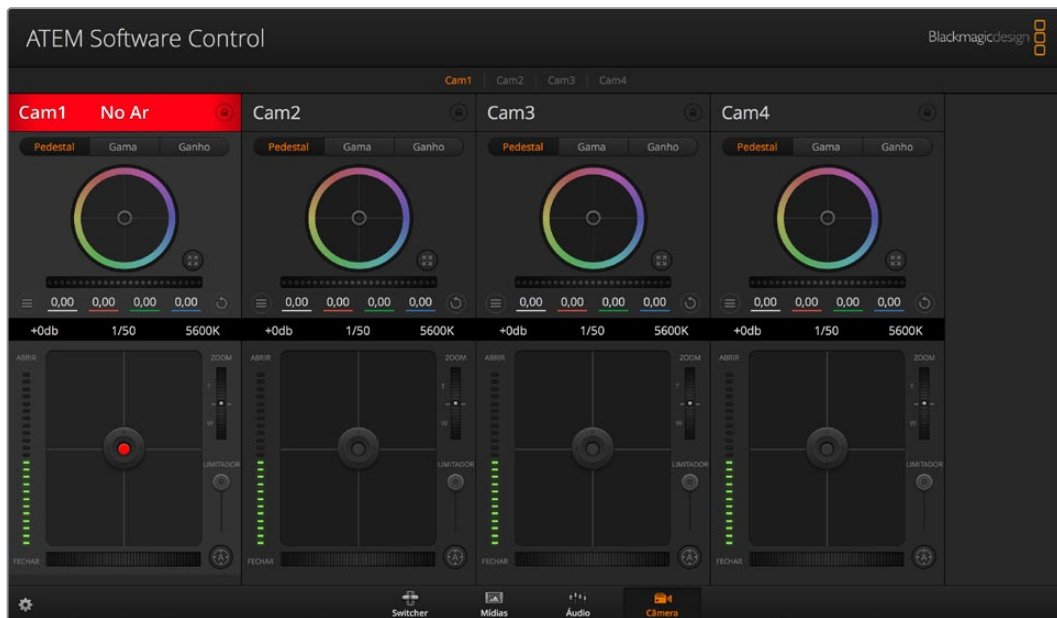 ATEM Software Control
Blackmagicdesign
Cam1 Cam2 Cam3 Cam4
Cam1 No Ar Cam2 Cam3 Cam4
Pedestal Gama Ganho Pedestal Gama Ganho Pedestal Gama Ganho Pedestal Gama Ganho
0,00 0,00 0,00 0,00 0,00 0,00 0,00 0,00 0,00 0,00 0,00 0,00 0,00 0,00 0,00 0,00
+0db 1/50 5600K +0db 1/50 5600K +0db 1/50 5600K +0db 1/50 5600K
ABRIR ZOOM ABRIR ZOOM ABRIR ZOOM ABRIR ZOOM
T T T T
W W W W
LIMITADOR LIMITADOR LIMITADOR LIMITADOR
A A A A
FECHAR FECHAR FECHAR FECHAR
Switcher Mídias Áudio Câmera